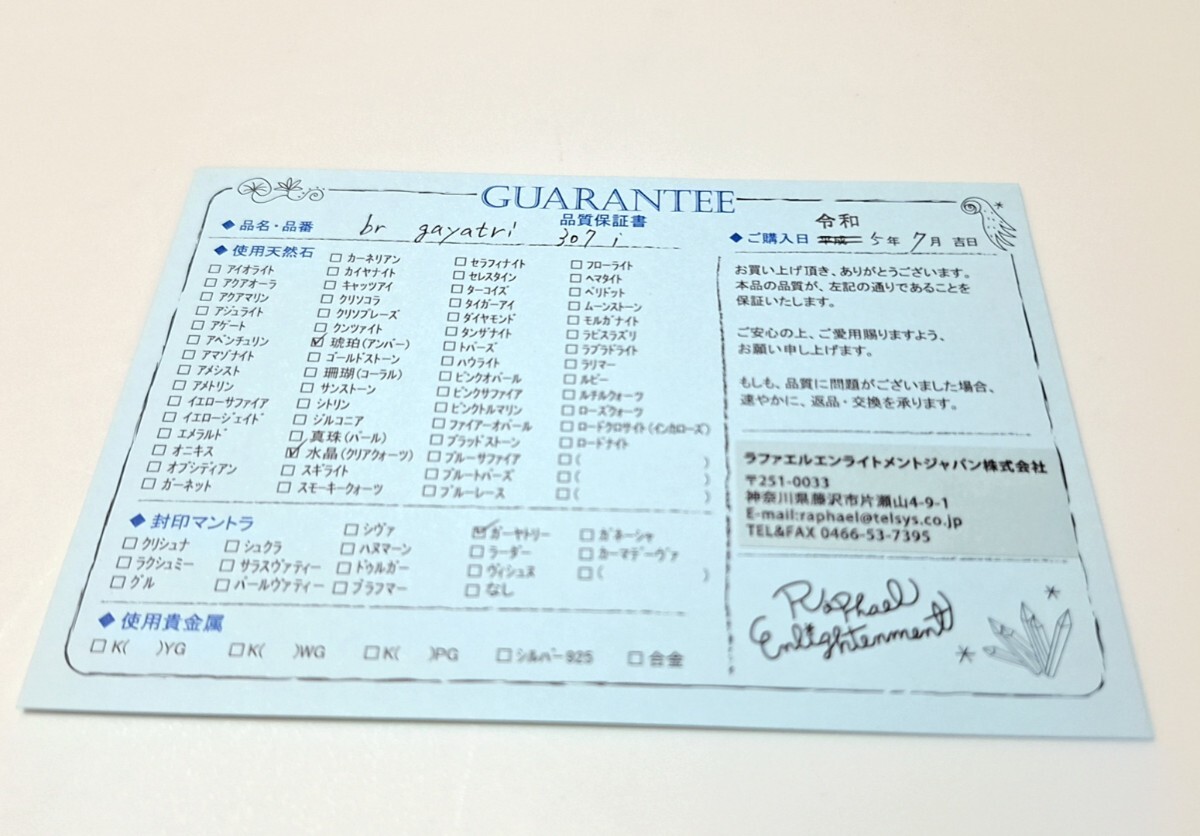 GUARANTEE
品質保証書
◆品名・品番 br gayatri 307 i
◆使用天然石
□アイオライト
□アクアオーラ
□アクアマリン
□アジュライト
□アゲート
□アベンチュリン
□アマゾナイト
□アメシスト
□アメトリン
□イエローサファイア
□イエロージェイド
□エメラルド
□オニキス
□オブシディアン
□ガーネット
□カーネリアン
□カイヤナイト
□キャッツアイ
□クリソコラ
□クリソプレーズ
□クンツァイト
☑琥珀(アンバー)
□ゴールドストーン
□珊瑚(コーラル)
□サンストーン
□シトリン
□ジルコニア
□真珠(パール)
☑水晶(クリアクォーツ)
□スギライト
□スモーキークォーツ
□セラフィナイト
□セレスタイン
□ターコイズ
□タイガーアイ
□ダイヤモンド
□タンザナイト
□トパーズ
□ハウライト
□ピンクオパール
□ピンクサファイア
□ピンクトルマリン
□ファイアーオパール
□ブラッドストーン
□ブルーサファイア
□ブルートパーズ
□ブルーレース
□フローライト
□ヘマタイト
□ペリドット
□ムーンストーン
□モルガナイト
□ラピスラズリ
□ラブラドライト
□ラリマー
□ルビー
□ルチルクォーツ
□ローズクォーツ
□ロードクロサイト(インカローズ)
□ロードナイト
□( )
□( )
□( )
◆封印マントラ
□クリシュナ
□ラクシュミー
□グル
□シュクラ
□サラスヴァティー
□パールヴァティー
□シヴァ
□ハヌマーン
□ドゥルガー
□ブラフマー
☑ガーヤトリー
□ラーダー
□ヴィシュヌ
□なし
□ガネーシャ
□カーマデーヴァ
□( )
◆使用貴金属
□K( )YG □K( )WG □K( )PG □シルバー925 □合金
令和
◆ご購入日 平成 5年 7月 吉日
お買い上げ頂き、ありがとうございます。
本品の品質が、左記の通りであることを
保証いたします。
ご安心の上、ご愛用賜りますよう、
お願い申し上げます。
もしも、品質に問題がございました場合、
速やかに、返品・交換を承ります。
ラファエルエンライトメントジャパン株式会社
〒251-0033
神奈川県藤沢市片瀬山4-9-1
E-mail:raphael@telsys.co.jp
TEL&FAX 0466-53-7395
Raphael
Enlightenment